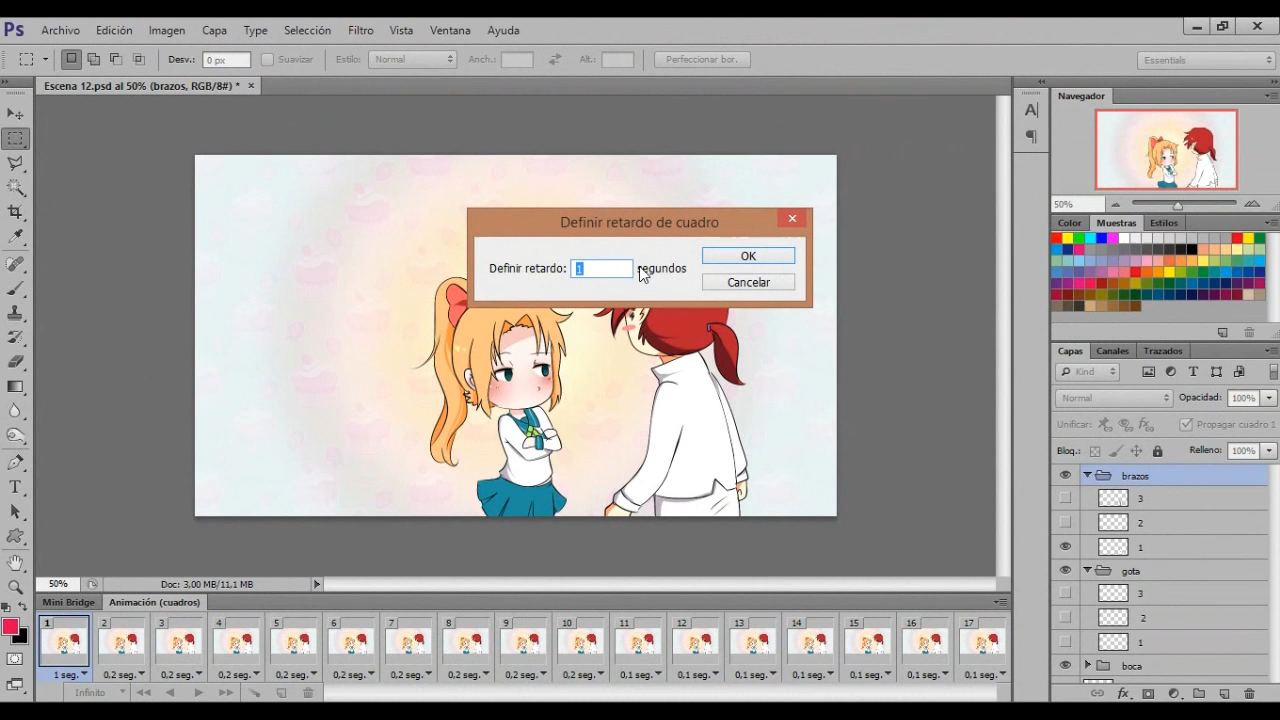 Ps Archivo Edición Imagen Capa Type Selección Filtro Vista Ventana Ayuda
Desv.: 0 px Suavizar Estilo: Normal Anch.: Alt.: Perfeccionar bor. Essentials
Escena 12.psd al 50% (brazos, RGB/8#) * ×
Navegador
50%
Color Muestras Estilos
Definir retardo de cuadro
Definir retardo: 1 segundos
OK
Cancelar
Capas Canales Trazados
Kind
Normal Opacidad: 100%
Unificar: Propagar cuadro 1
Bloq.: Relleno: 100%
brazos
3
2
1
gota
3
2
1
boca
50% Doc: 3,00 MB/11,1 MB
Mini Bridge Animación (cuadros)
1 2 3 4 5 6 7 8 9 10 11 12 13 14 15 16 17
1 seg. 0,2 seg. 0,2 seg. 0,2 seg. 0,2 seg. 0,2 seg. 0,2 seg. 0,2 seg. 0,2 seg. 0,2 seg. 0,1 seg. 0,1 seg. 0,1 seg. 0,1 seg. 0,1 seg. 0,1 seg. 0,1 seg.
Infinito